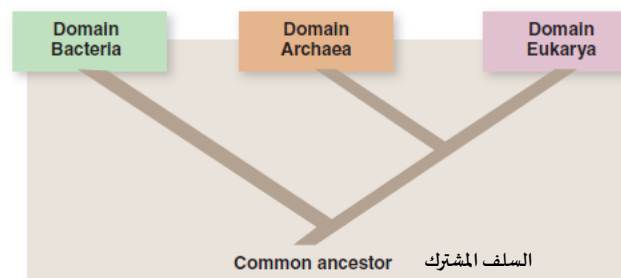 Domain
Bacteria
Domain
Archaea
Domain
Eukarya
Common ancestor السلف المشترك